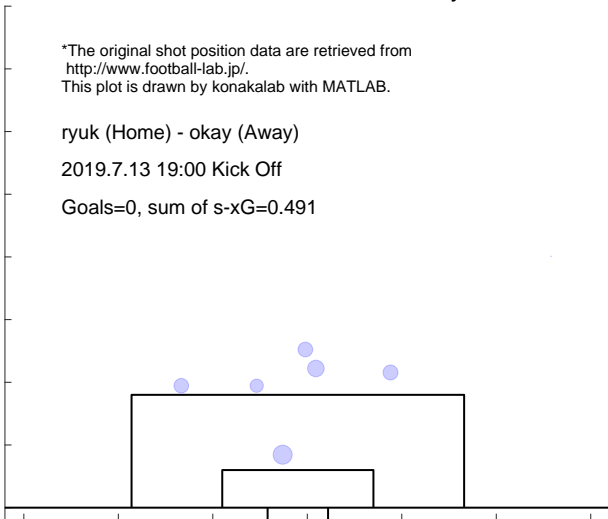 *The original shot position data are retrieved from
http://www.football-lab.jp/.
This plot is drawn by konakalab with MATLAB.
ryuk (Home) - okay (Away)
2019.7.13 19:00 Kick Off
Goals=0, sum of s-xG=0.491